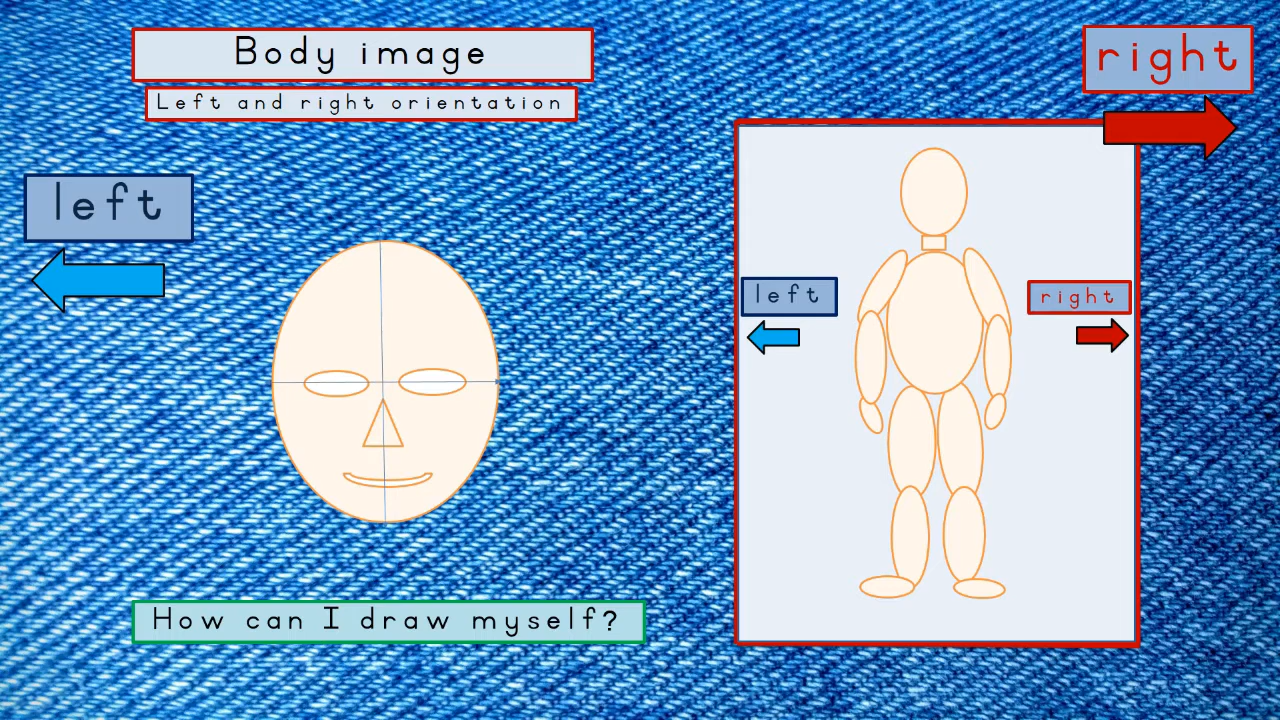 Body image
Left and right orientation
right
left
left
right
How can I draw myself?